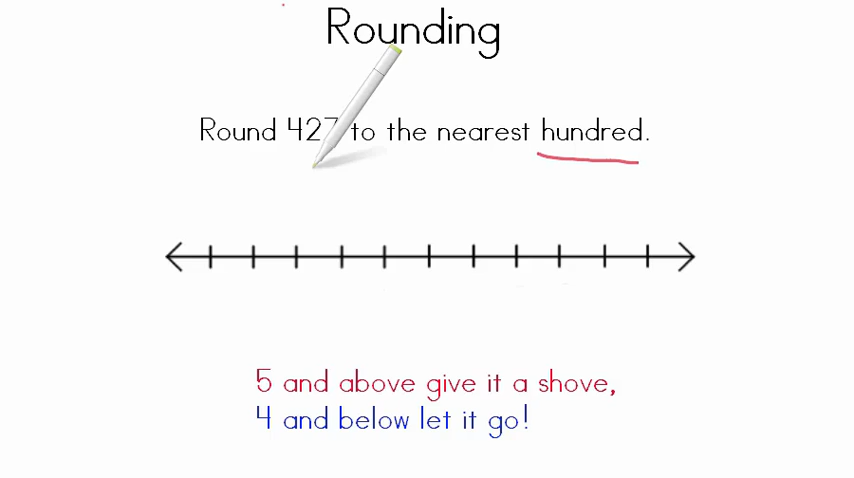 Rounding
Round 427 to the nearest hundred.
5 and above give it a shove,
4 and below let it go!